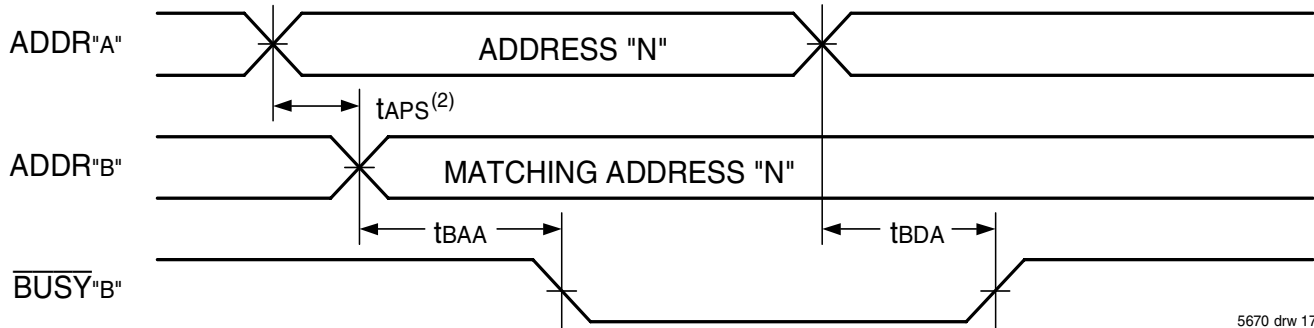 ADDR"A"
ADDRESS "N"
tAPS(2)
ADDR"B"
MATCHING ADDRESS "N"
tBAA
tBDA
BUSY"B"
5670 drw 17